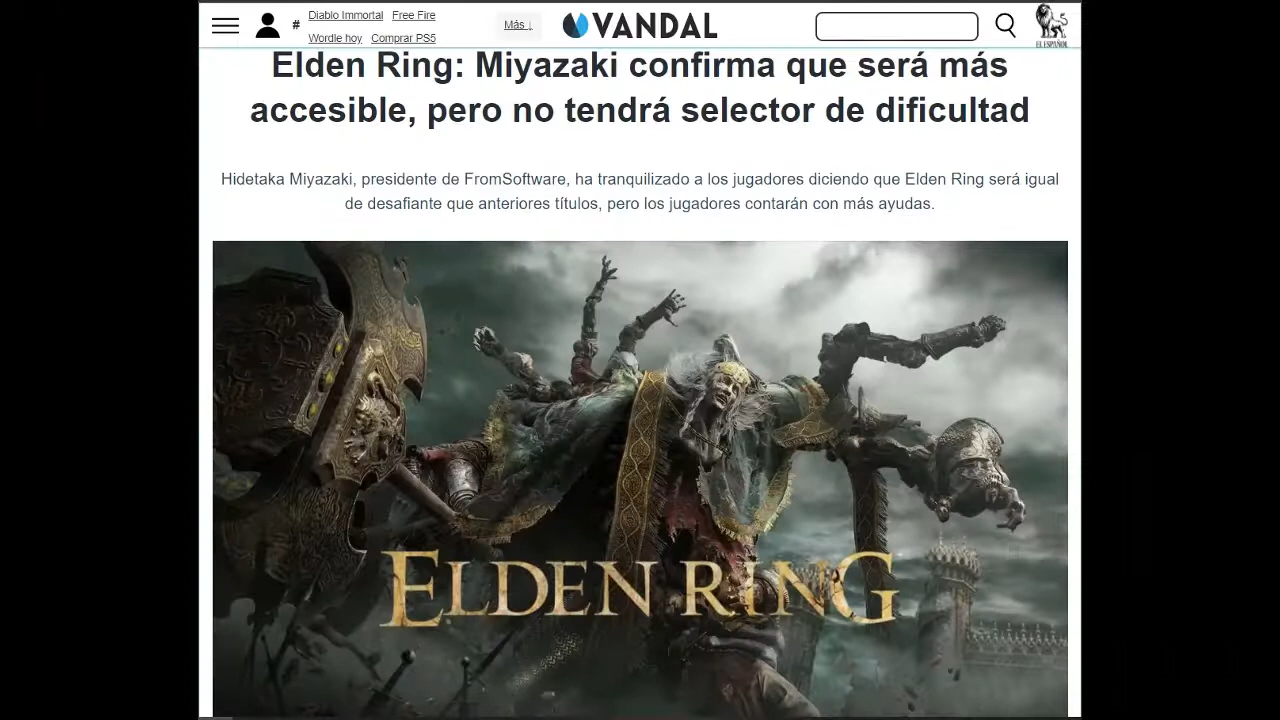 # Diablo Immortal Free Fire
Wordle hoy Comprar PS5
Más ↓
VANDAL
EL ESPAÑOL
Elden Ring: Miyazaki confirma que será más
accesible, pero no tendrá selector de dificultad
Hidetaka Miyazaki, presidente de FromSoftware, ha tranquilizado a los jugadores diciendo que Elden Ring será igual
de desafiante que anteriores títulos, pero los jugadores contarán con más ayudas.
ELDEN RING